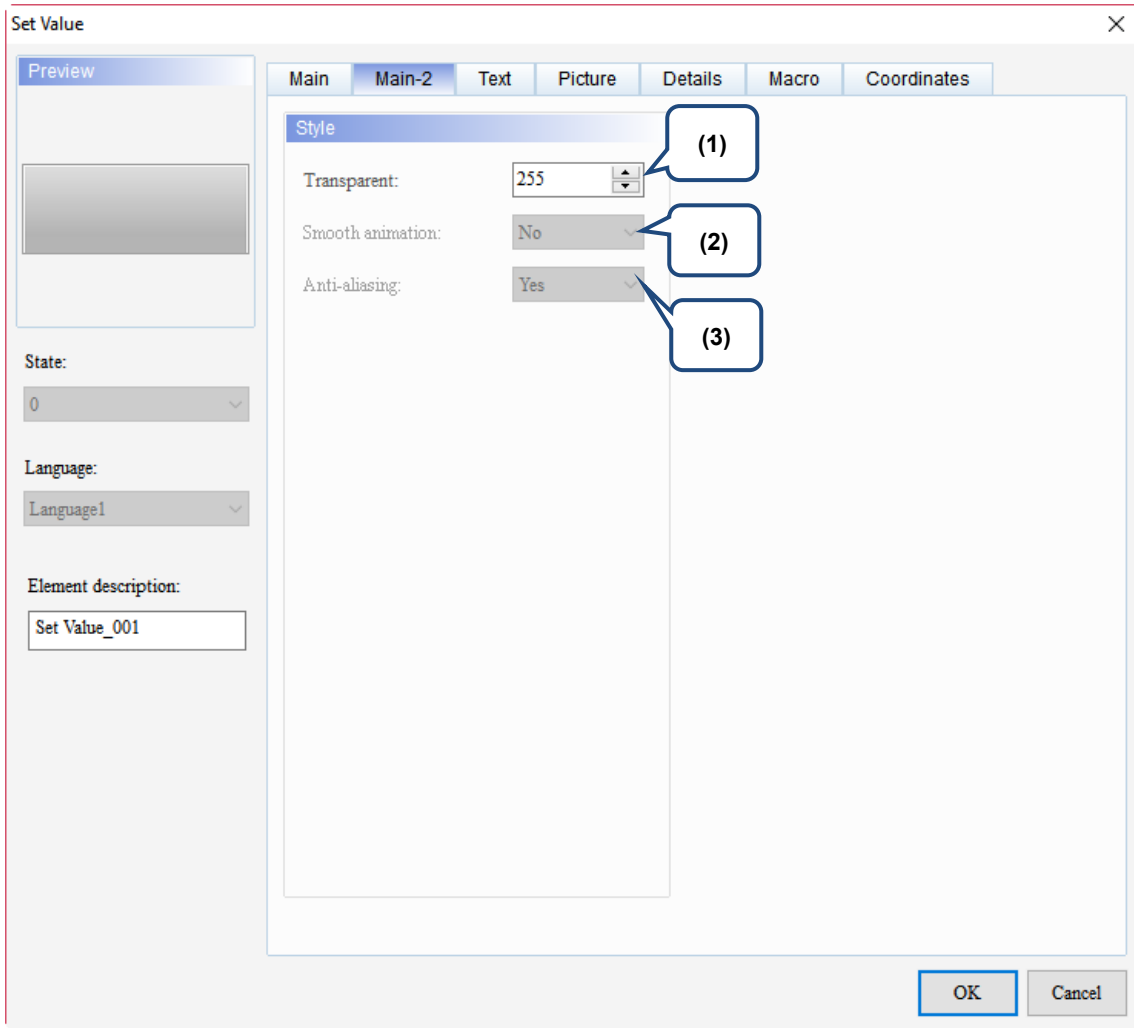 Set Value
Preview
Main Main-2 Text Picture Details Macro Coordinates
Style
(1)
Transparent: 255
Smooth animation: No
(2)
Anti-aliasing: Yes
(3)
State:
0
Language:
Language1
Element description:
Set Value_001
OK Cancel